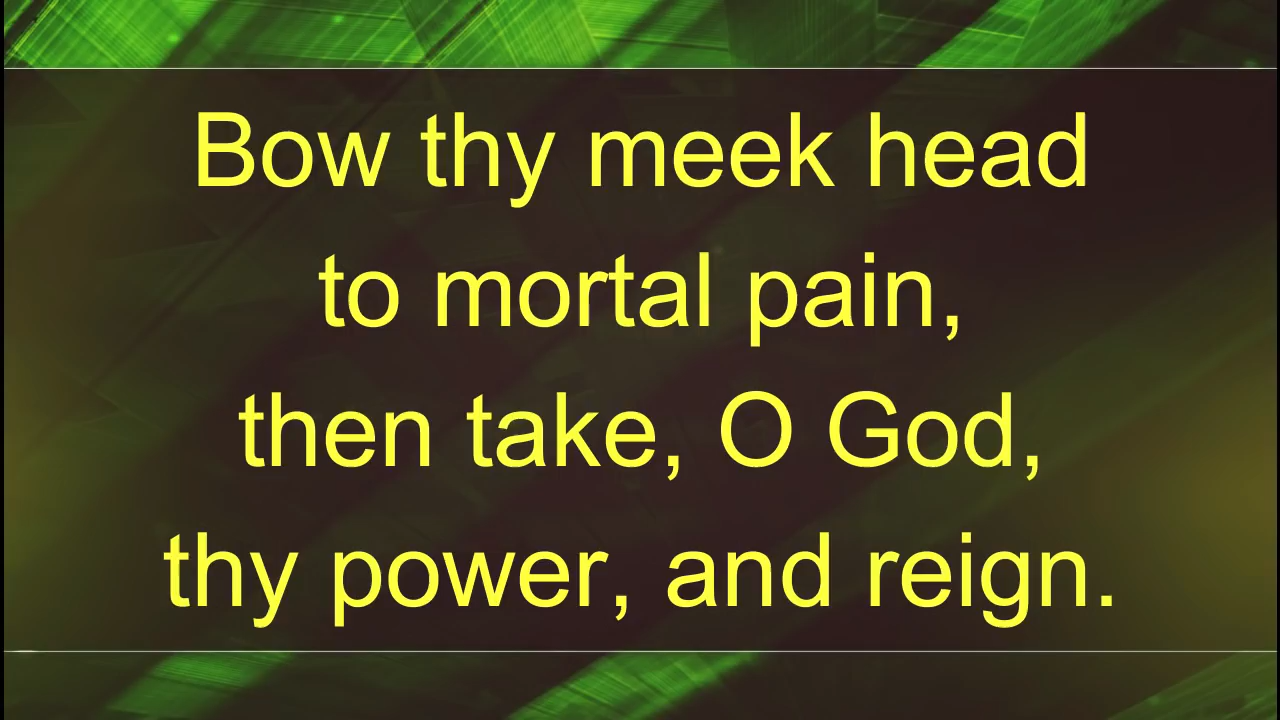 Bow thy meek head
to mortal pain,
then take, O God,
thy power, and reign.